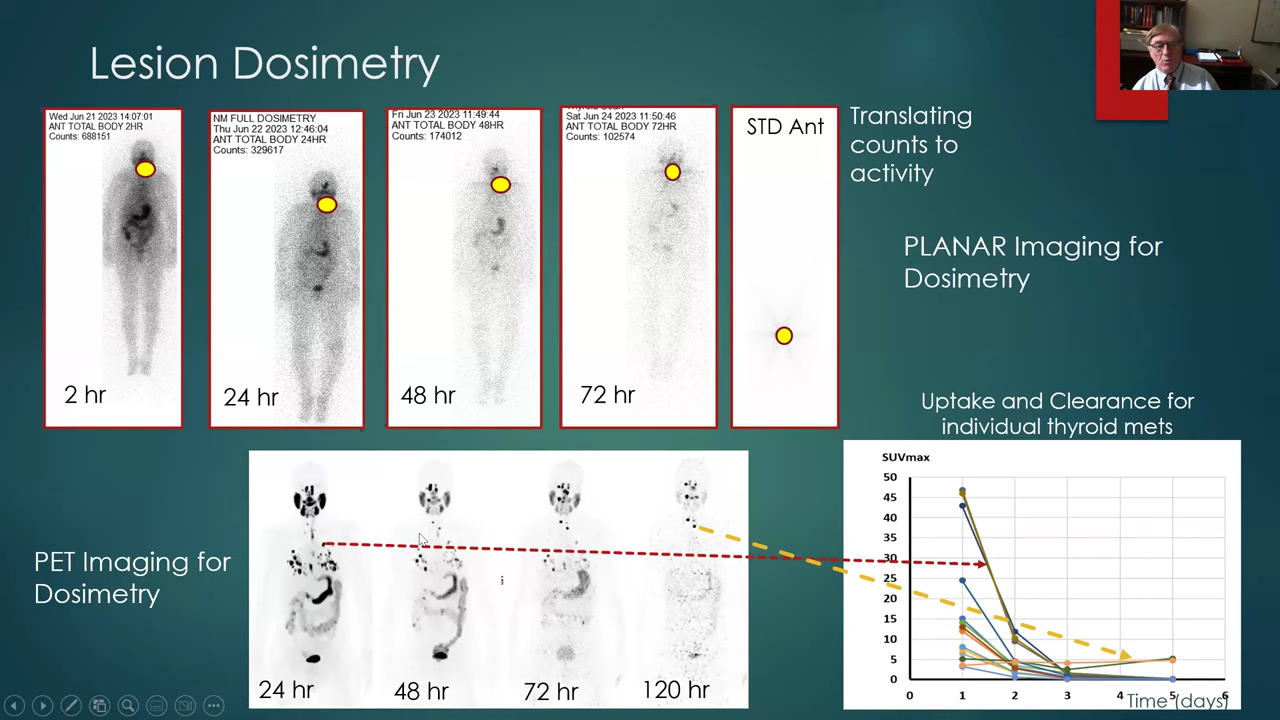 Lesion Dosimetry
Wed Jun 21 2023 14:07:01
ANT TOTAL BODY 2HR
Counts: 688151
2 hr
NM FULL DOSIMETRY
Thu Jun 22 2023 12:46:04
ANT TOTAL BODY 24HR
Counts: 329617
24 hr
Fri Jun 23 2023 11:49:44
ANT TOTAL BODY 48HR
Counts: 174012
48 hr
Sat Jun 24 2023 11:50:46
ANT TOTAL BODY 72HR
Counts: 102574
72 hr
STD Ant
Translating
counts to
activity
PLANAR Imaging for
Dosimetry
PET Imaging for
Dosimetry
24 hr
48 hr
72 hr
120 hr
Uptake and Clearance for
individual thyroid mets
SUVmax
50
45
40
35
30
25
20
15
10
5
0
0 1 2 3 4 5 6
Time (days)